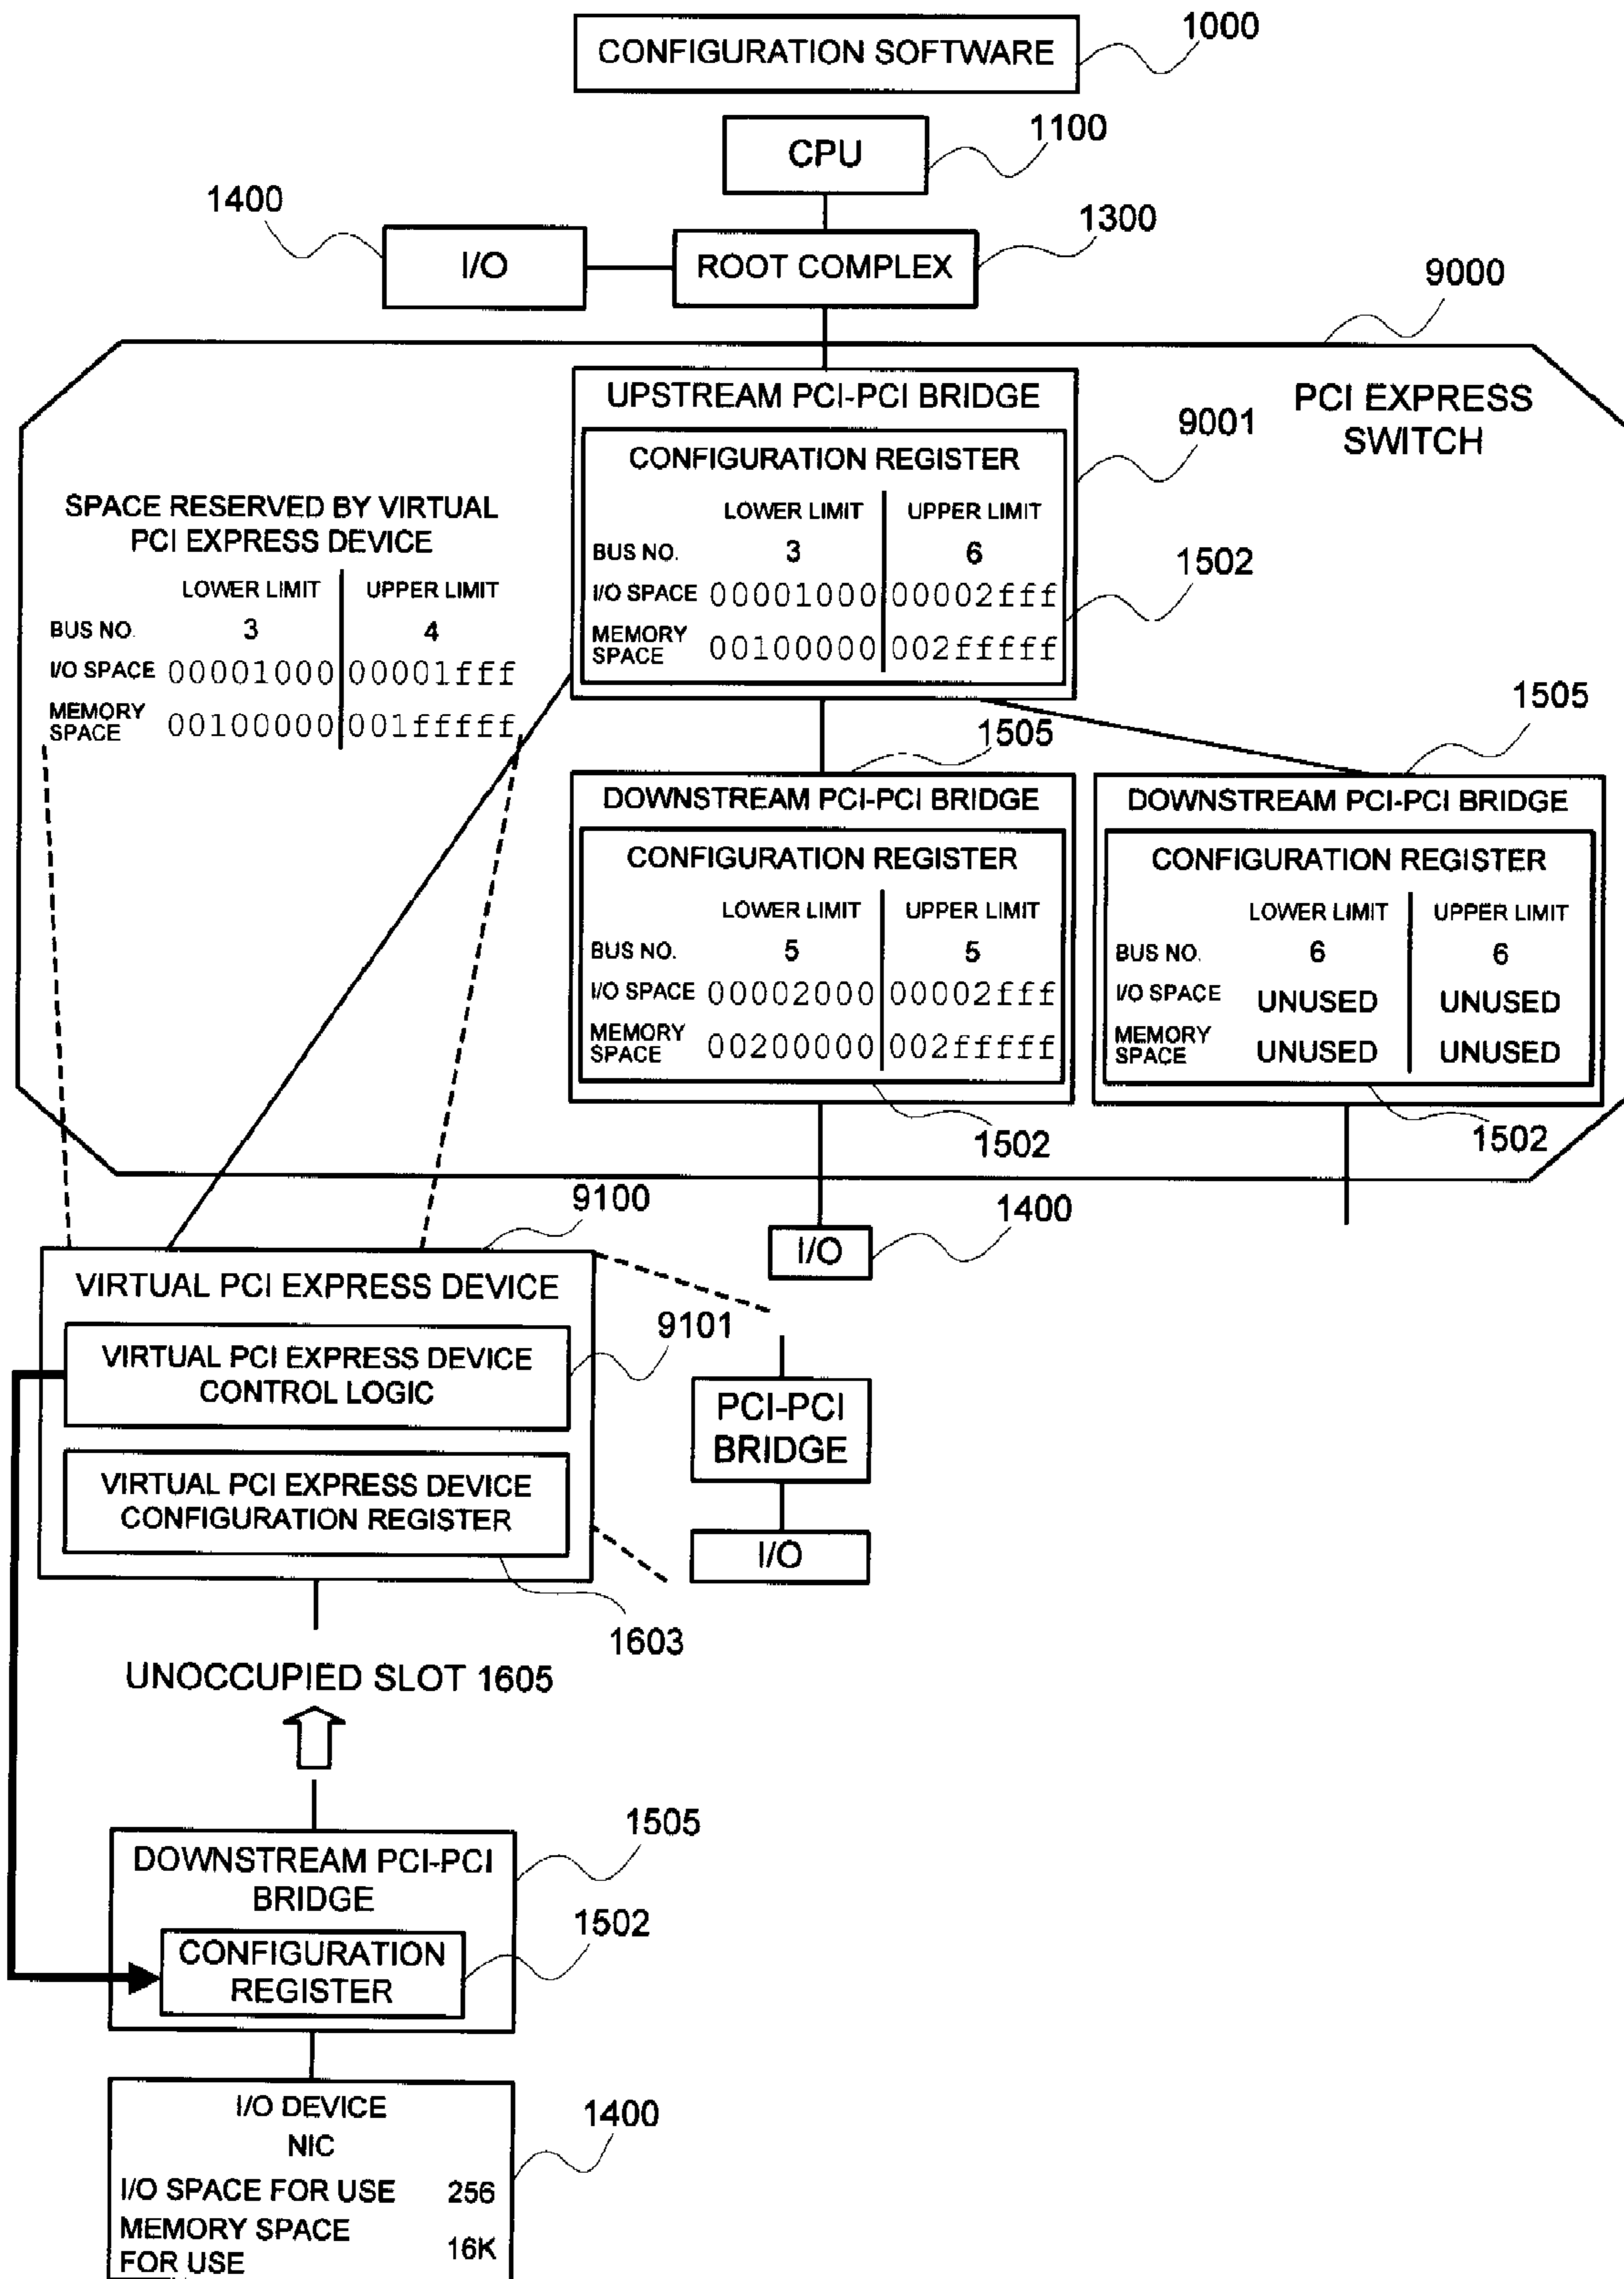 CONFIGURATION SOFTWARE
1000
CPU
1100
1400
I/O
ROOT COMPLEX
1300
9000
PCI EXPRESS
SWITCH
UPSTREAM PCI-PCI BRIDGE
9001
CONFIGURATION REGISTER
LOWER LIMIT UPPER LIMIT
BUS NO. 3 6
I/O SPACE 00001000 00002fff
MEMORY
SPACE 00100000 002fffff
1502
SPACE RESERVED BY VIRTUAL
PCI EXPRESS DEVICE
LOWER LIMIT UPPER LIMIT
BUS NO. 3 4
I/O SPACE 00001000 00001fff
MEMORY
SPACE 00100000 001fffff
1505
DOWNSTREAM PCI-PCI BRIDGE
CONFIGURATION REGISTER
LOWER LIMIT UPPER LIMIT
BUS NO. 5 5
I/O SPACE 00002000 00002fff
MEMORY
SPACE 00200000 002fffff
1502
1505
DOWNSTREAM PCI-PCI BRIDGE
CONFIGURATION REGISTER
LOWER LIMIT UPPER LIMIT
BUS NO. 6 6
I/O SPACE UNUSED UNUSED
MEMORY
SPACE UNUSED UNUSED
1502
1400
I/O
9100
VIRTUAL PCI EXPRESS DEVICE
9101
VIRTUAL PCI EXPRESS DEVICE
CONTROL LOGIC
VIRTUAL PCI EXPRESS DEVICE
CONFIGURATION REGISTER
1603
PCI-PCI
BRIDGE
I/O
UNOCCUPIED SLOT 1605
1505
DOWNSTREAM PCI-PCI
BRIDGE
1502
CONFIGURATION
REGISTER
I/O DEVICE
NIC
1400
I/O SPACE FOR USE 256
MEMORY SPACE
FOR USE 16K